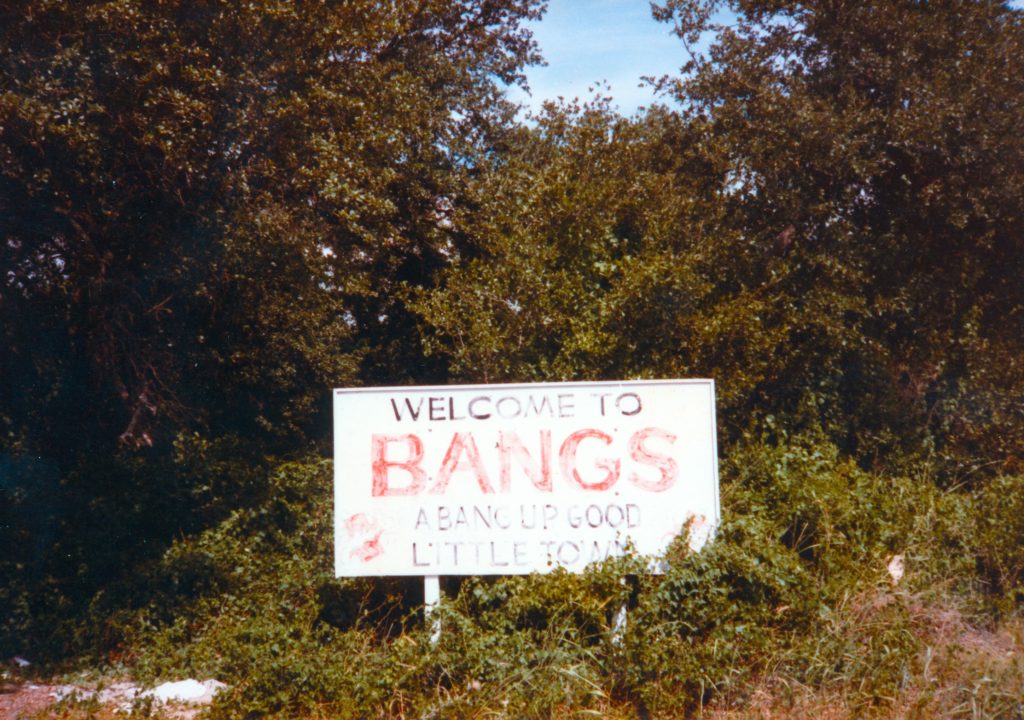 WELCOME TO
BANGS
A BANG UP GOOD
LITTLE TOWN